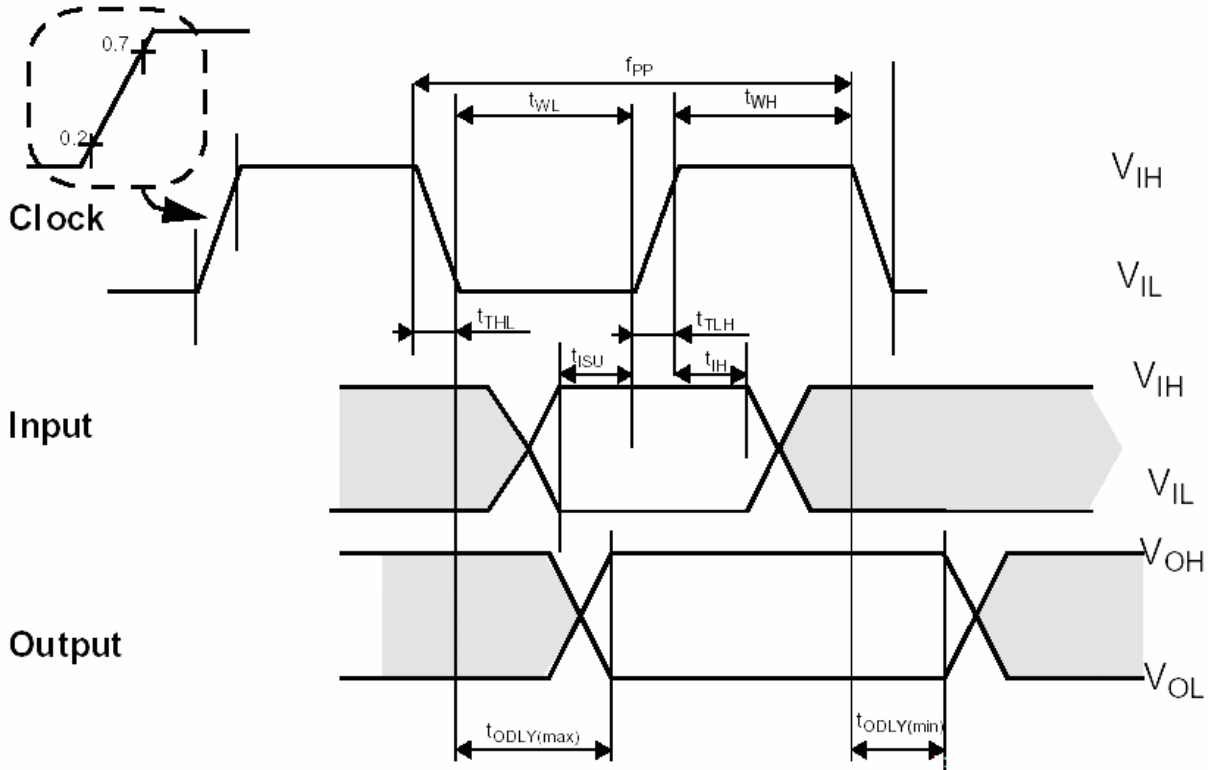 0.7
0.2
Clock
fPP
tWL
tWH
VIH
VIL
tTHL
tTLH
tISU
tIH
Input
VIH
VIL
Output
VOH
VOL
tODLY(max)
tODLY(min)